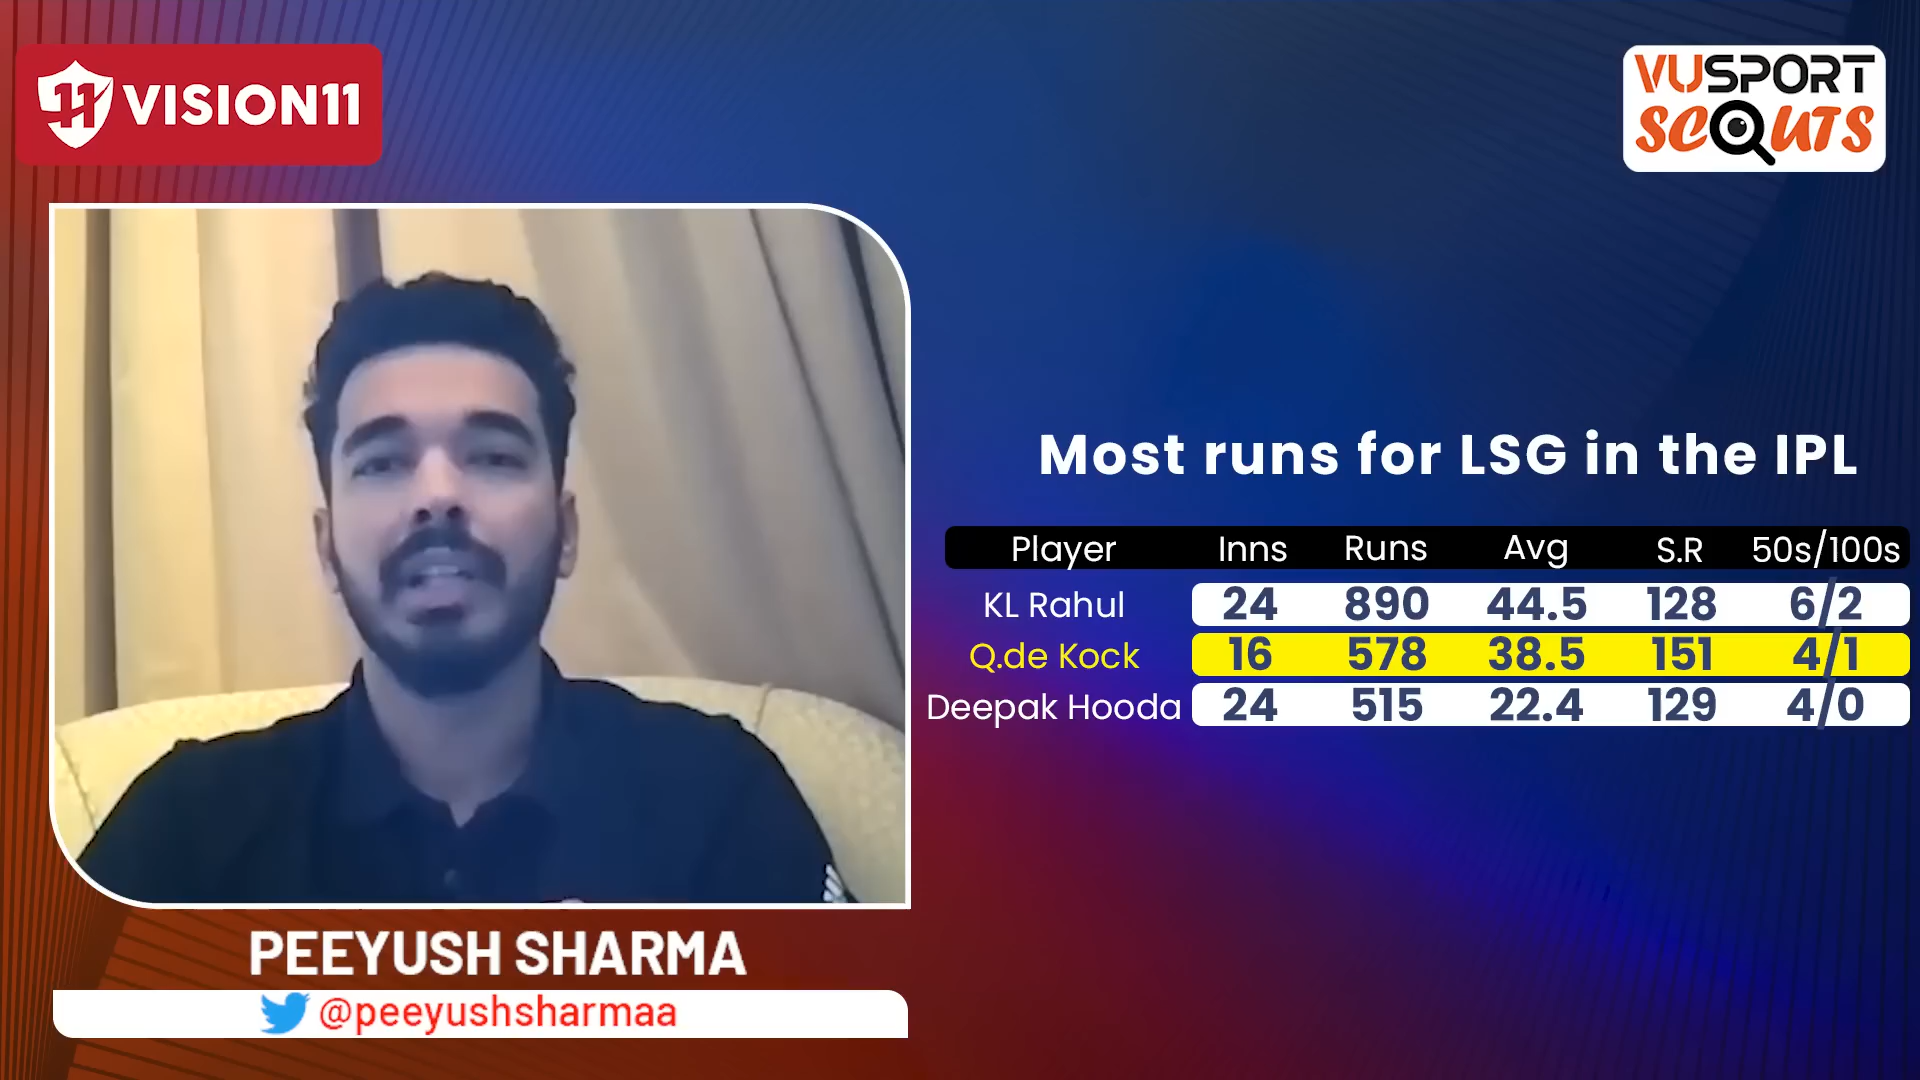 11 VISION11
VUSPORT
SCOUTS
Most runs for LSG in the IPL
Player Inns Runs Avg S.R 50s/100s
KL Rahul 24 890 44.5 128 6/2
Q.de Kock 16 578 38.5 151 4/1
Deepak Hooda 24 515 22.4 129 4/0
PEEYUSH SHARMA
@peeyushsharmaa